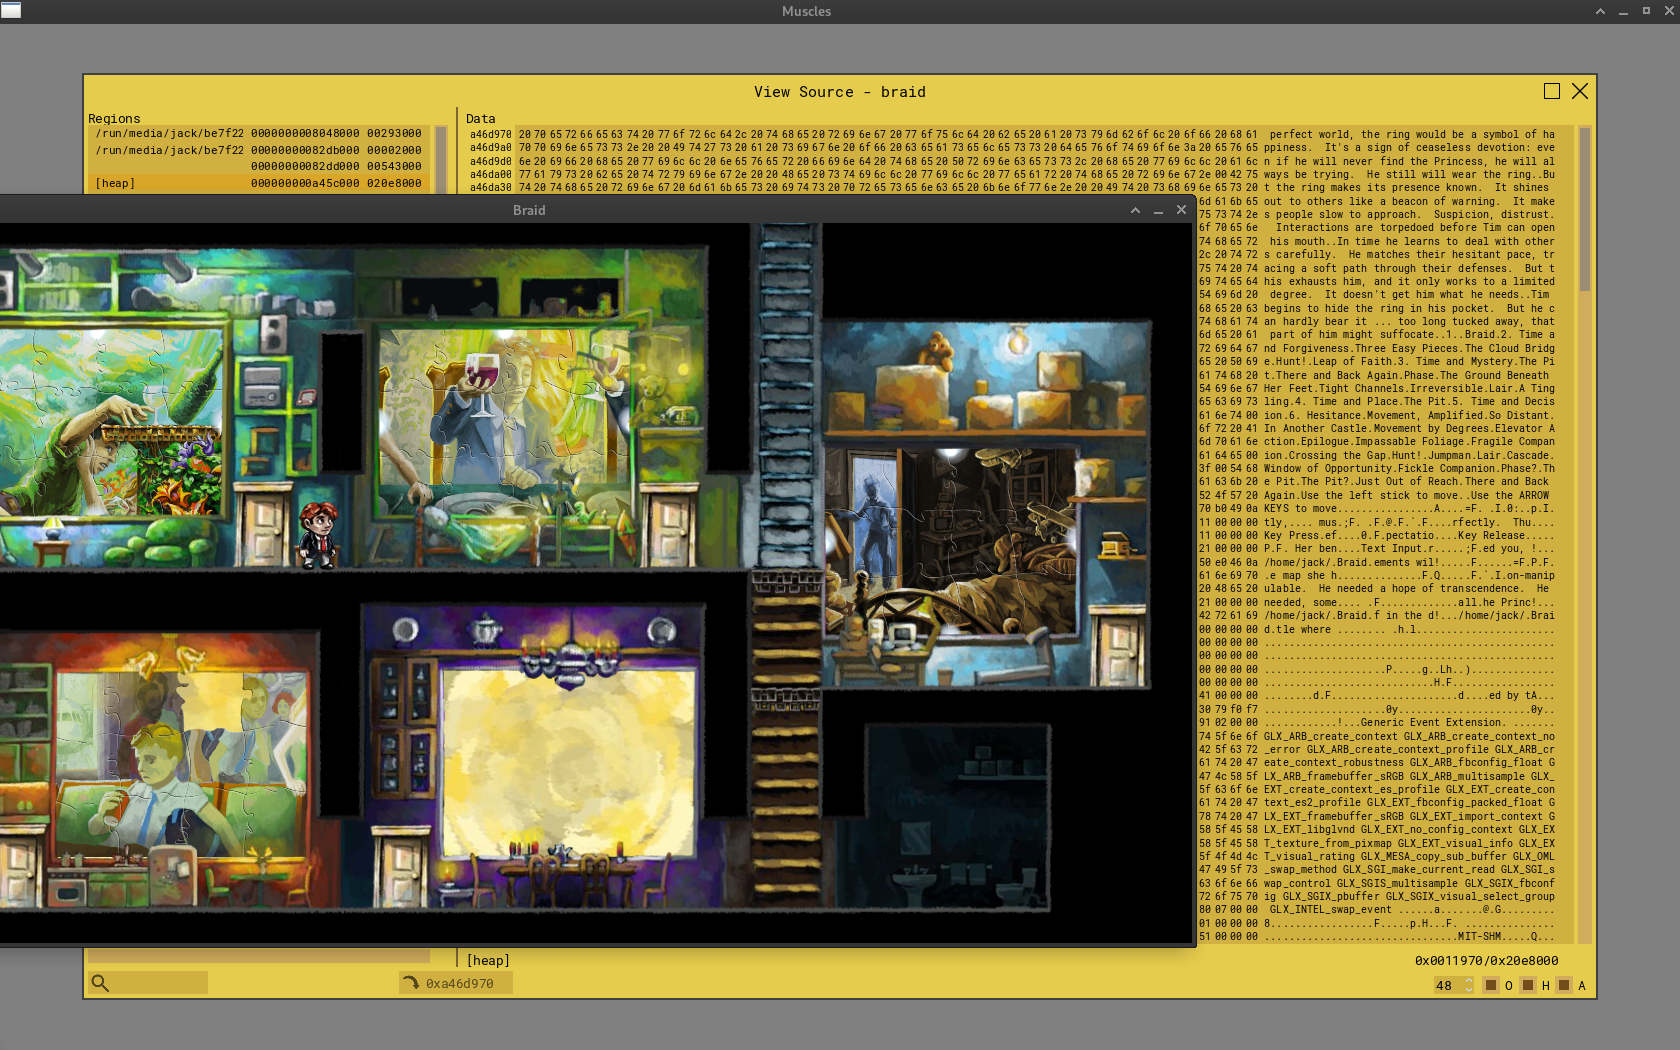 Muscles
View Source - braid
Regions
/run/media/jack/be7f22 0000000008048000 00293000
/run/media/jack/be7f22 00000000082db000 00002000
00000000082dd000 00543000
[heap] 000000000a45c000 020e8000
Data
a46d970 20 70 65 72 66 65 63 74 20 77 6f 72 6c 64 2c 20 74 68 65 20 72 69 6e 67 20 77 6f 75 6c 64 20 62 65 20 61 20 73 79 6d 62 6f 6c 20 6f 66 20 68 61 perfect world, the ring would be a symbol of ha
a46d9a0 70 70 69 6e 65 73 73 2e 20 20 49 74 27 73 20 61 20 73 69 67 6e 20 6f 66 20 63 65 61 73 65 6c 65 73 73 20 64 65 76 6f 74 69 6f 6e 3a 20 65 76 65 ppiness.  It's a sign of ceaseless devotion: eve
a46d9d0 6e 20 69 66 20 68 65 20 77 69 6c 6c 20 6e 65 76 65 72 20 66 69 6e 64 20 74 68 65 20 50 72 69 6e 63 65 73 73 2c 20 68 65 20 77 69 6c 6c 20 61 6c n if he will never find the Princess, he will al
a46da00 77 61 79 73 20 62 65 20 74 72 79 69 6e 67 2e 20 20 48 65 20 73 74 69 6c 6c 20 77 69 6c 6c 20 77 65 61 72 20 74 68 65 20 72 69 6e 67 2e 00 42 75 ways be trying.  He still will wear the ring..Bu
a46da30 74 20 74 68 65 20 72 69 6e 67 20 6d 61 6b 65 73 20 69 74 73 20 70 72 65 73 65 6e 63 65 20 6b 6e 6f 77 6e 2e 20 20 49 74 20 73 68 69 6e 65 73 20 t the ring makes its presence known.  It shines
Braid
6d 61 6b 65 out to others like a beacon of warning.  It make
75 73 74 2e s people slow to approach.  Suspicion, distrust.
6f 70 65 6e Interactions are torpedoed before Tim can open
74 68 65 72 his mouth..In time he learns to deal with other
2c 20 74 72 s carefully.  He matches their hesitant pace, tr
75 74 20 74 acing a soft path through their defenses.  But t
69 74 65 64 his exhausts him, and it only works to a limited
54 69 6d 20 degree.  It doesn't get him what he needs..Tim
68 65 20 63 begins to hide the ring in his pocket.  But he c
74 68 61 74 an hardly bear it ... too long tucked away, that
6d 65 20 61 part of him might suffocate..1..Braid.2. Time a
72 69 64 67 nd Forgiveness.Three Easy Pieces.The Cloud Bridg
65 20 50 69 e.Hunt!.Leap of Faith.3. Time and Mystery.The Pi
61 74 68 20 t.There and Back Again.Phase.The Ground Beneath
54 69 6e 67 Her Feet.Tight Channels.Irreversible.Lair.A Ting
65 63 69 73 ling.4. Time and Place.The Pit.5. Time and Decis
61 6e 74 00 ion.6. Hesitance.Movement, Amplified.So Distant.
6f 72 20 41 In Another Castle.Movement by Degrees.Elevator A
6d 70 61 6e ction.Epilogue.Impassable Foliage.Fragile Compan
61 64 65 00 ion.Crossing the Gap.Hunt!.Jumpman.Lair.Cascade.
3f 00 54 68 Window of Opportunity.Fickle Companion.Phase?.Th
61 63 6b 20 e Pit.The Pit?.Just Out of Reach.There and Back
52 4f 57 20 Again.Use the left stick to move..Use the ARROW
70 b0 49 0a KEYS to move...............A....=F. .I.0:..p.I.
11 00 00 00 tly,.... mus.;F. .F.@.F.`.F....rfectly.  Thu....
11 00 00 00 Key Press.ef....0.F.pectatio....Key Release.....
21 00 00 00 P.F. Her ben....Text Input.r.....;F.ed you, !...
50 e0 46 0a /home/jack/.Braid.ements wil!.....F......=F.P.F.
61 6e 69 70 .e map she h.............F.Q.....F.`.I.on-manip
20 48 65 20 ulable.  He needed a hope of transcendence.  He
21 00 00 00 needed, some.... .F.............all.he Princ!...
42 72 61 69 /home/jack/.Braid.f in the d!.../home/jack/.Brai
00 00 00 00 d.tle where ........ .h.l.......................
00 00 00 00 ................................................
00 00 00 00 ................................................
00 00 00 00 ....................P.....g..Lh..)..............
00 00 00 00 ............................H.F.................
41 00 00 00 ........d.F.....................d....ed by tA...
30 79 f0 f7 ....................0y......................0y..
91 02 00 00 ............!...Generic Event Extension. .......
74 5f 6e 6f GLX_ARB_create_context GLX_ARB_create_context_no
42 5f 63 72 _error GLX_ARB_create_context_profile GLX_ARB_cr
61 74 20 47 eate_context_robustness GLX_ARB_fbconfig_float G
47 4c 58 5f LX_ARB_framebuffer_sRGB GLX_ARB_multisample GLX_
5f 63 6f 6e EXT_create_context_es_profile GLX_EXT_create_con
61 74 20 47 text_es2_profile GLX_EXT_fbconfig_packed_float G
78 74 20 47 LX_EXT_framebuffer_sRGB GLX_EXT_import_context G
58 5f 45 58 LX_EXT_libglvnd GLX_EXT_no_config_context GLX_EX
58 5f 45 58 T_texture_from_pixmap GLX_EXT_visual_info GLX_EX
5f 4f 4d 4c T_visual_rating GLX_MESA_copy_sub_buffer GLX_OML
47 49 5f 73 _swap_method GLX_SGI_make_current_read GLX_SGI_s
63 6f 6e 66 wap_control GLX_SGIS_multisample GLX_SGIX_fbconf
72 6f 75 70 ig GLX_SGIX_pbuffer GLX_SGIX_visual_select_group
80 07 00 00 GLX_INTEL_swap_event ......a.......@.G.........
01 00 00 00 8.................F.....p.H...F. ...............
51 00 00 00 ................................MIT-SHM.....Q...
[heap]
0x0011970/0x20e8000
0xa46d970
48 O H A